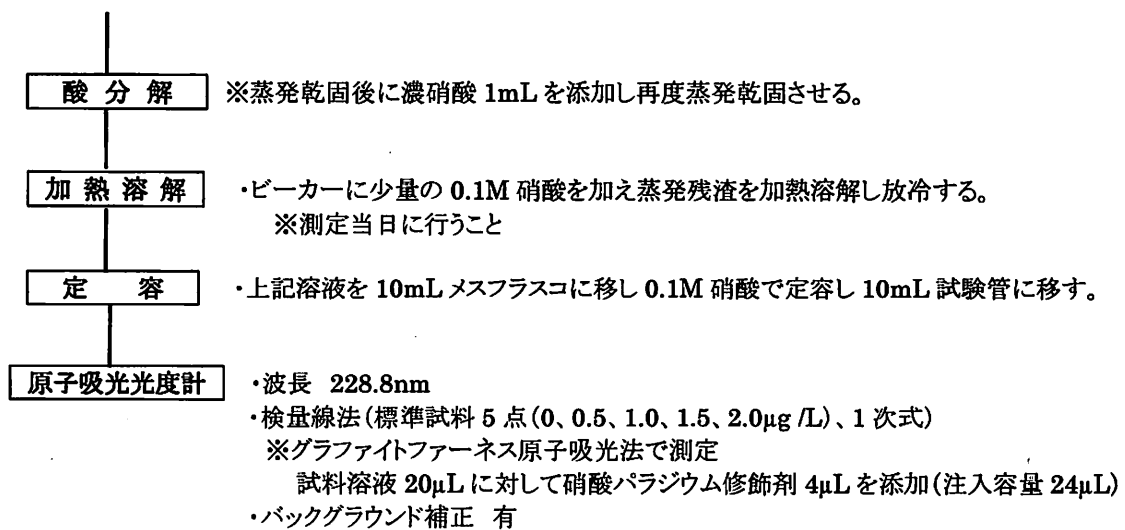 酸 分 解 ※蒸発乾固後に濃硝酸 1mL を添加し再度蒸発乾固させる。
加 熱 溶 解 ・ビーカーに少量の 0.1M 硝酸を加え蒸発残渣を加熱溶解し放冷する。
※測定当日に行うこと
定 容 ・上記溶液を 10mL メスフラスコに移し 0.1M 硝酸で定容し 10mL 試験管に移す。
原子吸光光度計 ・波長 228.8nm
・検量線法(標準試料 5 点(0、0.5、1.0、1.5、2.0μg /L)、1 次式)
※グラファイトファーネス原子吸光法で測定
試料溶液 20μL に対して硝酸パラジウム修飾剤 4μL を添加(注入容量 24μL)
・バックグラウンド補正 有